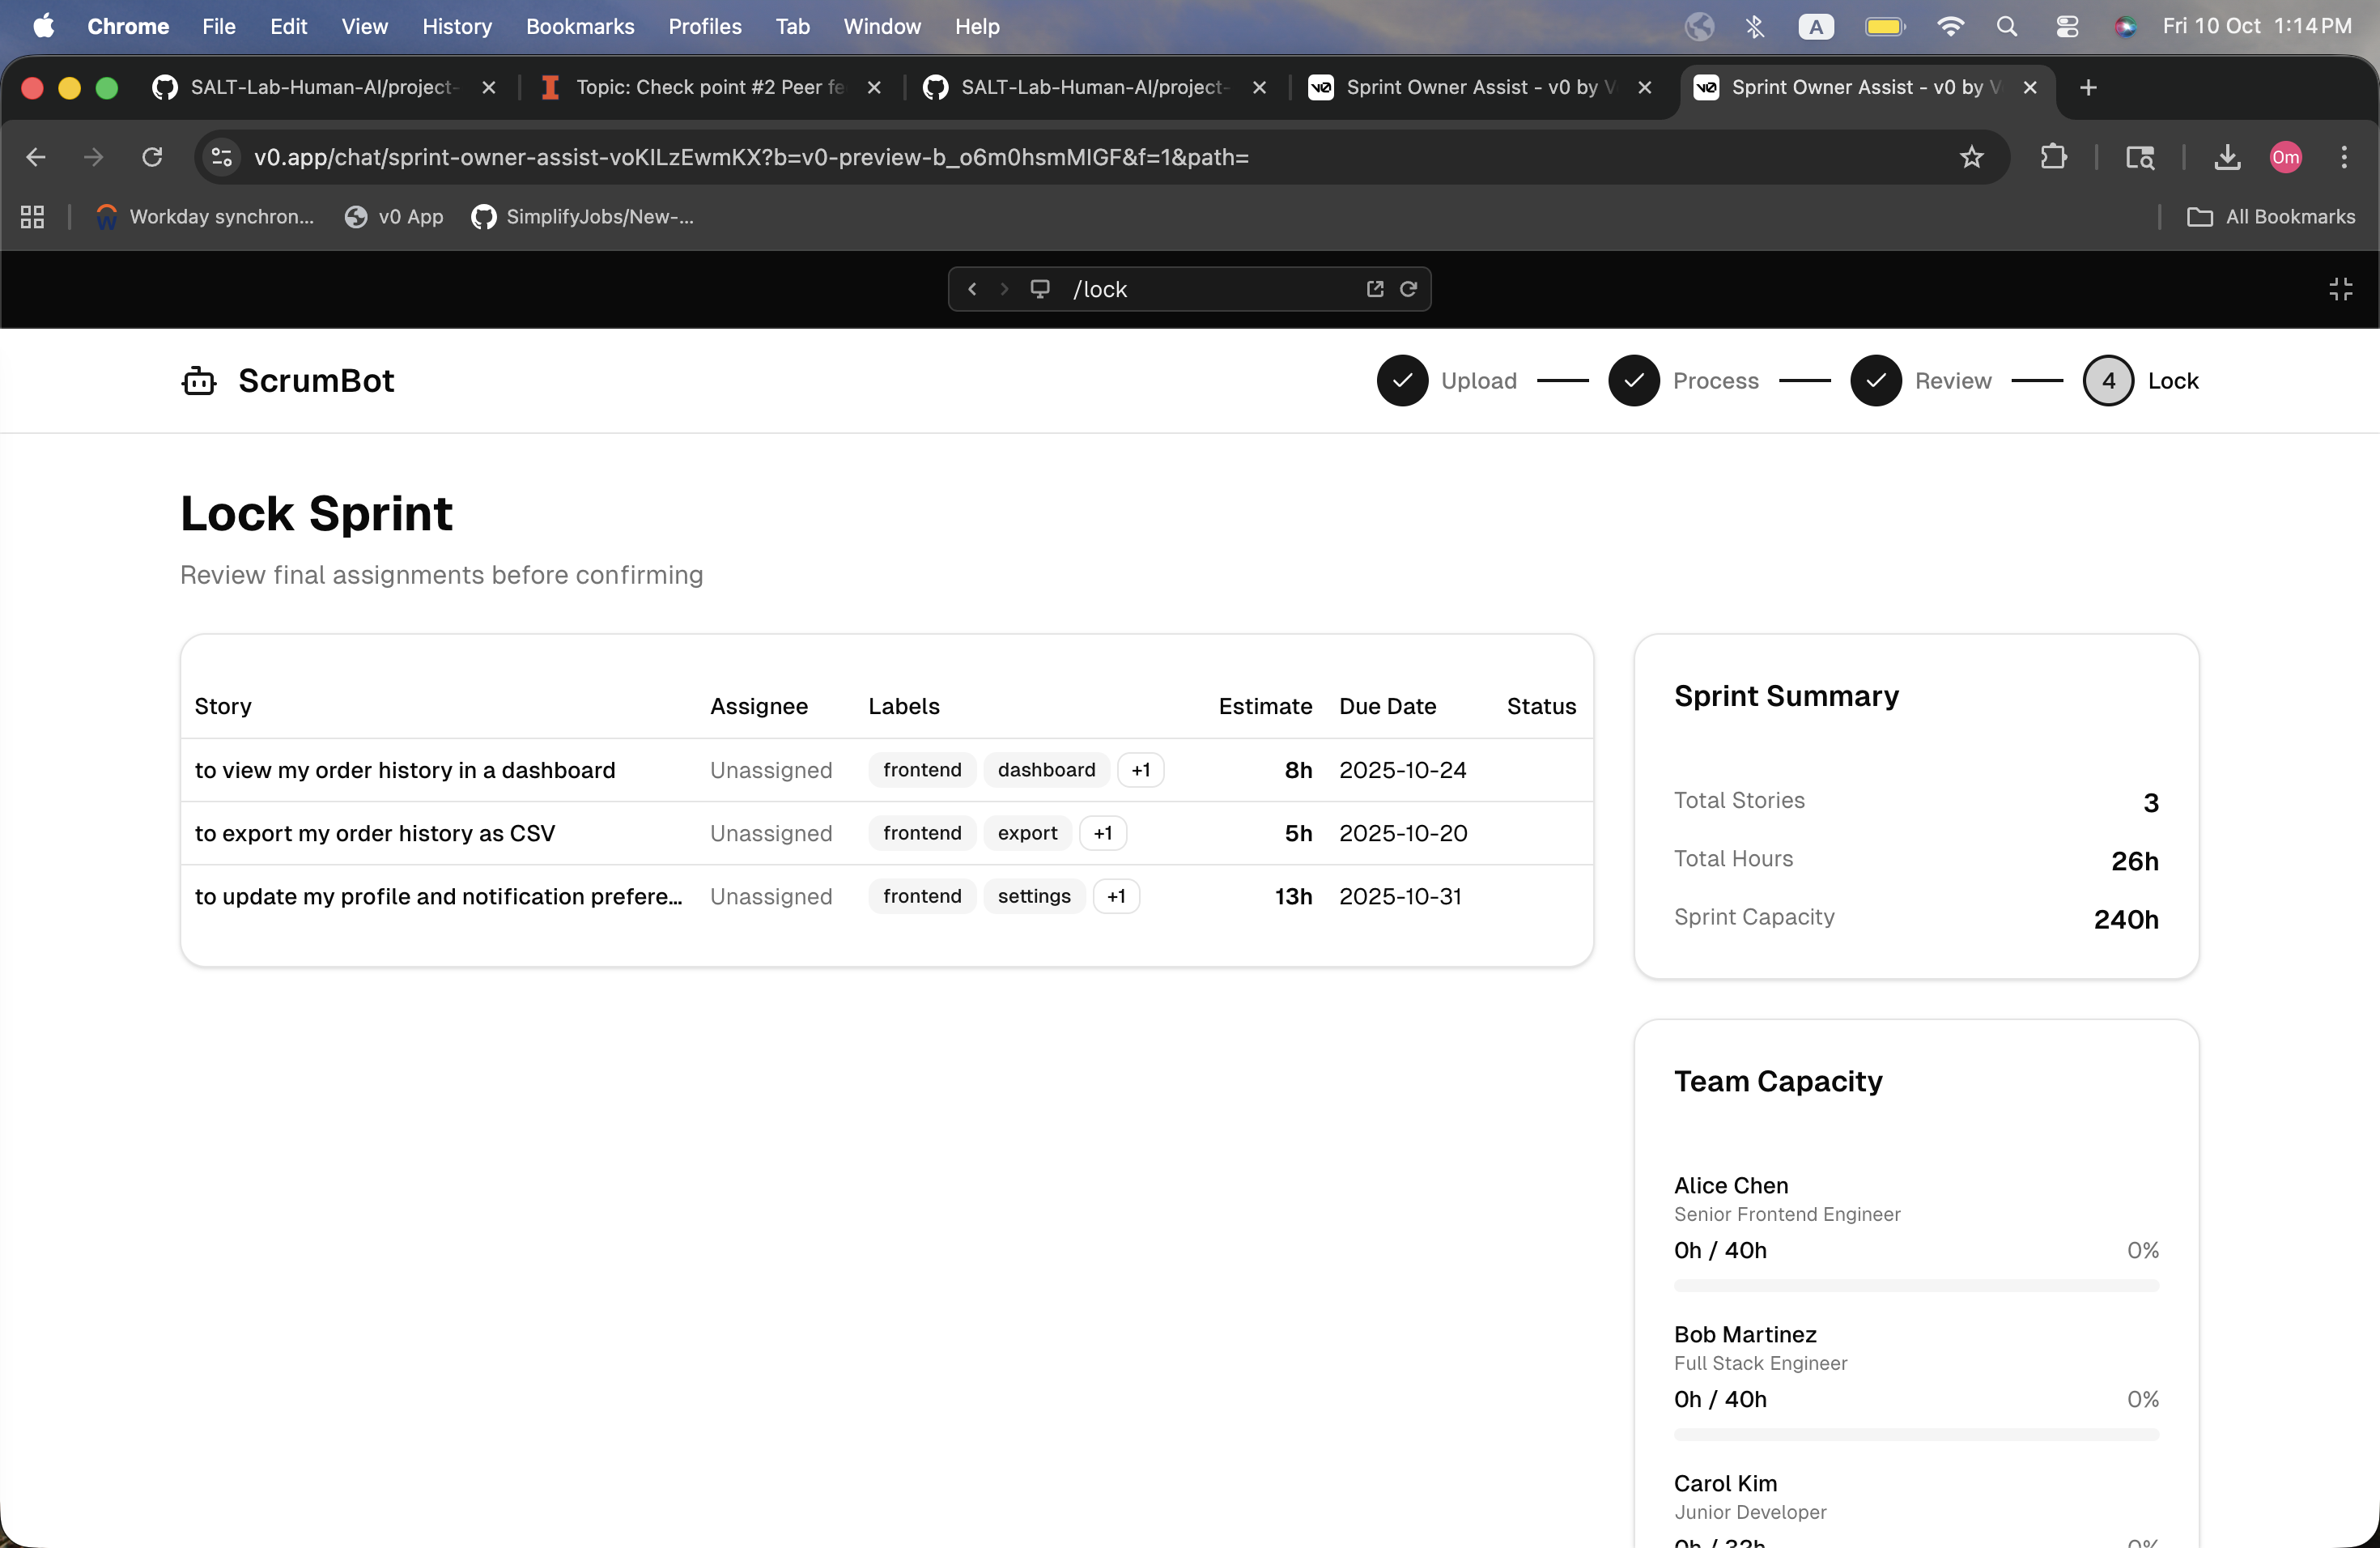 Chrome File Edit View History Bookmarks Profiles Tab Window Help A Fri 10 Oct 1:14 PM
SALT-Lab-Human-AI/project- Topic: Check point #2 Peer fe SALT-Lab-Human-AI/project- Sprint Owner Assist - v0 by V Sprint Owner Assist - v0 by V
v0.app/chat/sprint-owner-assist-voKILzEwmKX?b=v0-preview-b_o6m0hsmMIGF&f=1&path= Om
Workday synchron... v0 App SimplifyJobs/New-... All Bookmarks
/lock
ScrumBot Upload Process Review 4 Lock
Lock Sprint
Review final assignments before confirming
Story Assignee Labels Estimate Due Date Status
to view my order history in a dashboard Unassigned frontend dashboard +1 8h 2025-10-24
to export my order history as CSV Unassigned frontend export +1 5h 2025-10-20
to update my profile and notification prefere... Unassigned frontend settings +1 13h 2025-10-31
Sprint Summary
Total Stories 3
Total Hours 26h
Sprint Capacity 240h
Team Capacity
Alice Chen
Senior Frontend Engineer
0h / 40h 0%
Bob Martinez
Full Stack Engineer
0h / 40h 0%
Carol Kim
Junior Developer
0h / 32h 0%